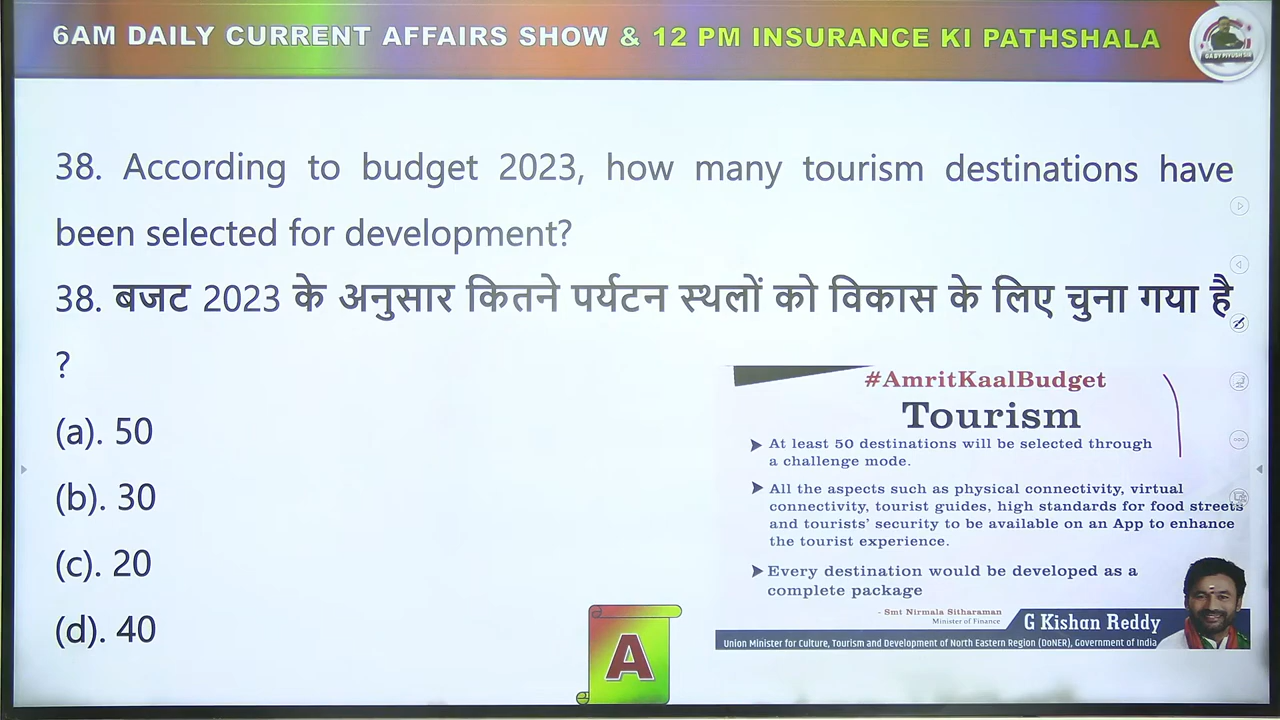 6AM DAILY CURRENT AFFAIRS SHOW & 12 PM INSURANCE KI PATHSHALA
GA BY PIYUSH SIR
38. According to budget 2023, how many tourism destinations have
been selected for development?
38. बजट 2023 के अनुसार कितने पर्यटन स्थलों को विकास के लिए चुना गया है
?
(a). 50
(b). 30
(c). 20
(d). 40
A
#AmritKaalBudget
Tourism
At least 50 destinations will be selected through
a challenge mode.
All the aspects such as physical connectivity, virtual
connectivity, tourist guides, high standards for food streets
and tourists' security to be available on an App to enhance
the tourist experience.
Every destination would be developed as a
complete package
- Smt Nirmala Sitharaman
Minister of Finance
G Kishan Reddy
Union Minister for Culture, Tourism and Development of North Eastern Region (DoNER), Government of India